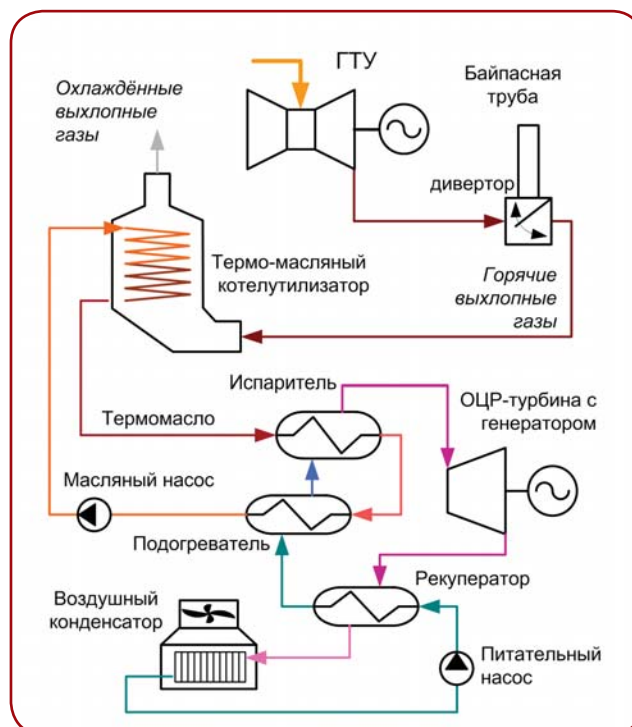 ГТУ
Охлаждённые
выхлопные
газы
Байпасная
труба
дивертор
Термо-масляный
котелутилизатор
Горячие
выхлопные
газы
Испаритель
ОЦР-турбина с
генератором
Термомасло
Масляный насос
Подогреватель
Рекуператор
Воздушный
конденсатор
Питательный
насос